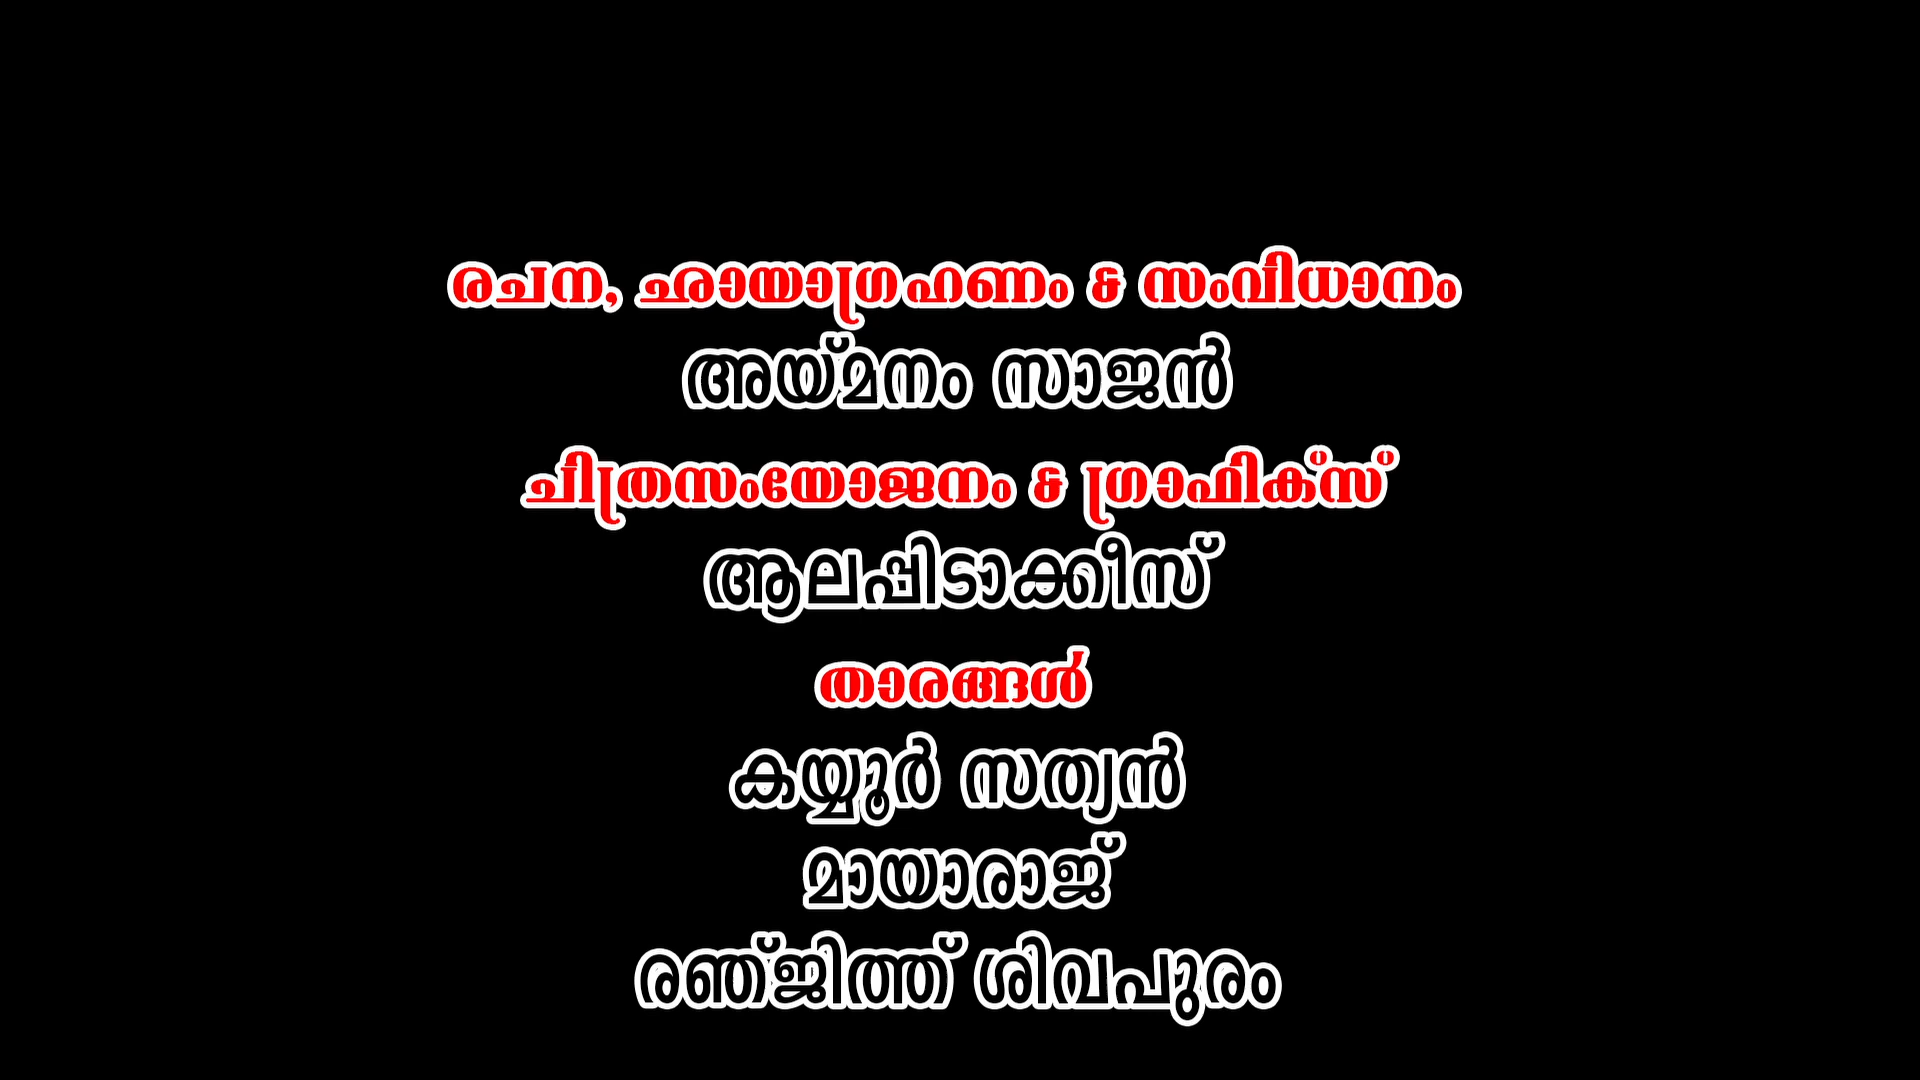 രചന, ഛായാഗ്രഹണം & സംവിധാനം
അയ്മനം സാജൻ
ചിത്രസംയോജനം & ഗ്രാഫിക്സ്
ആലപ്പിടാക്കീസ്
താരങ്ങൾ
കയ്യൂർ സത്യൻ
മായാരാജ്
രഞ്ജിത്ത് ശിവപുരം